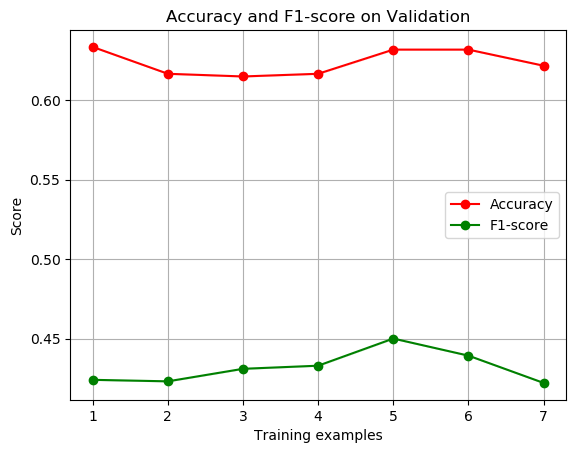 Accuracy and F1-score on Validation
Score
0.60
0.55
0.50
0.45
Accuracy
F1-score
1 2 3 4 5 6 7
Training examples